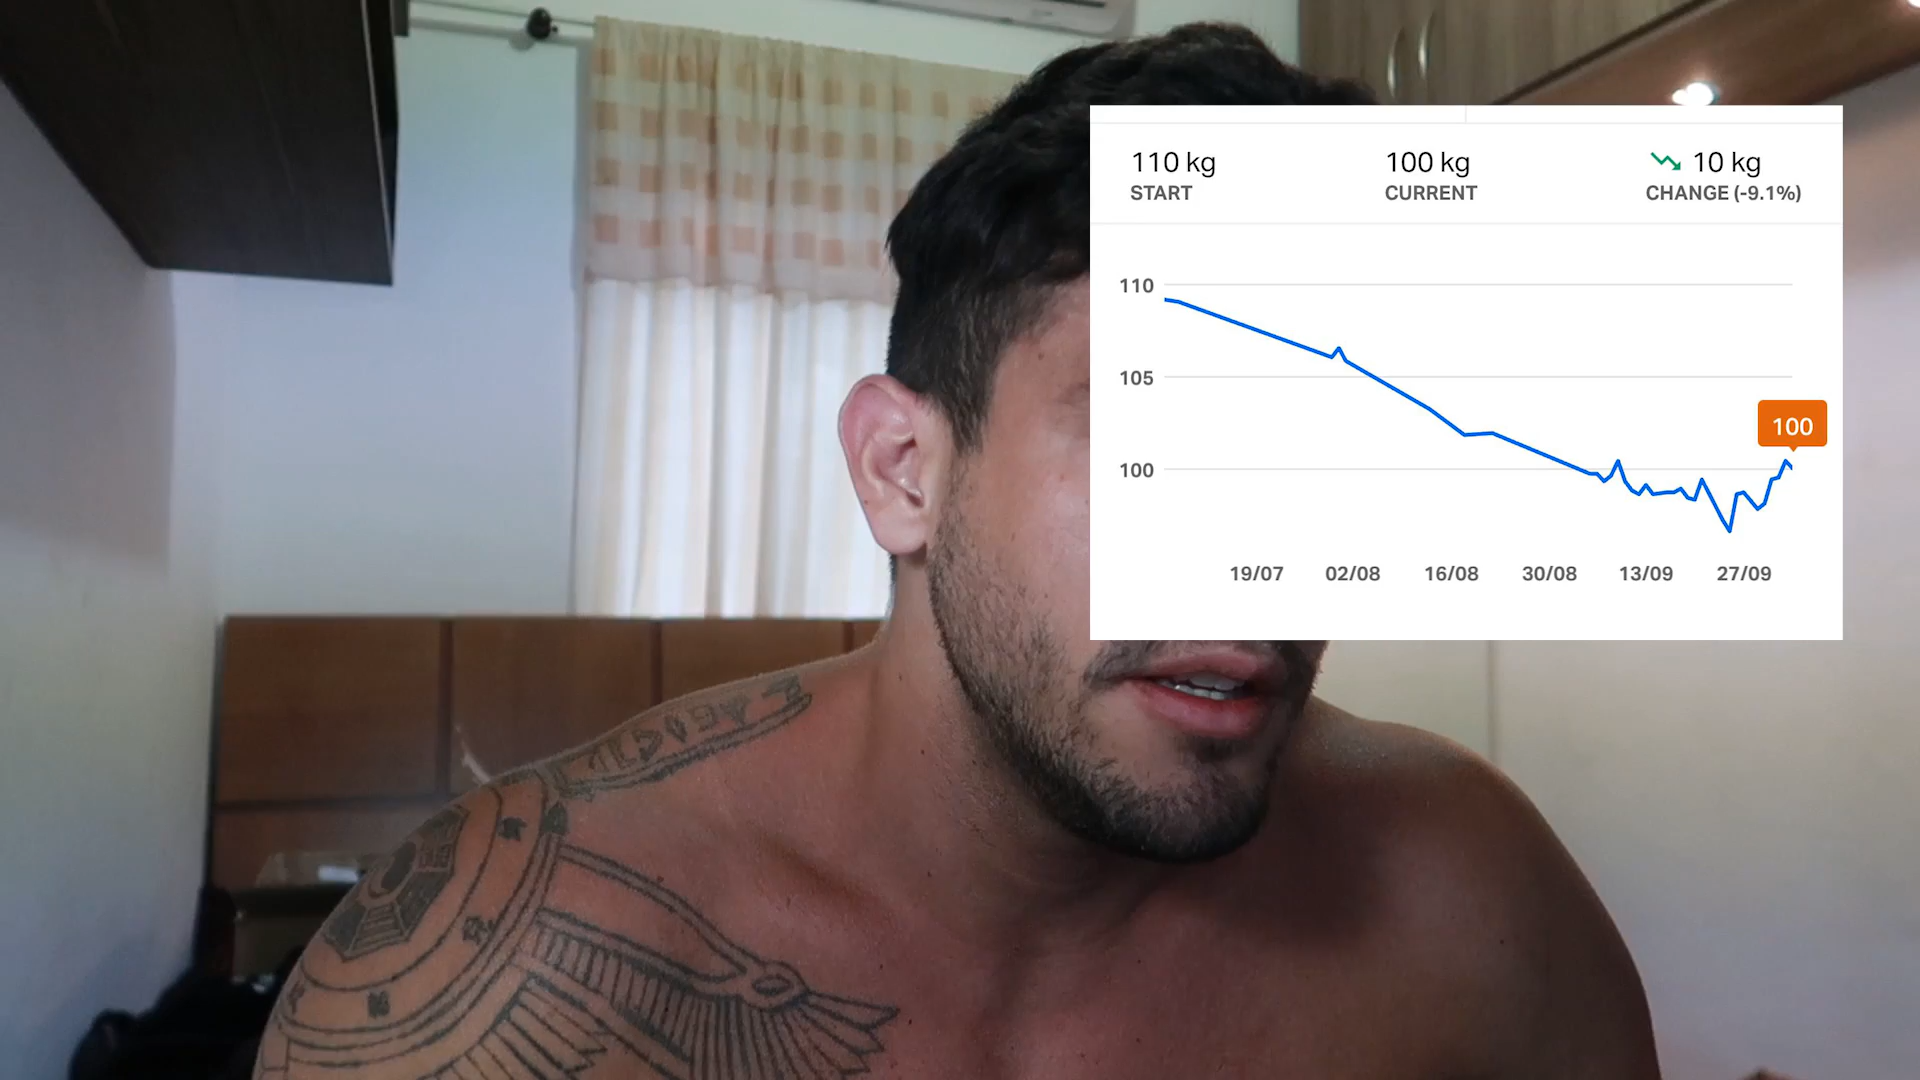 110 kg 100 kg 10 kg
START CURRENT CHANGE (-9.1%)
110
105
100
100
19/07 02/08 16/08 30/08 13/09 27/09